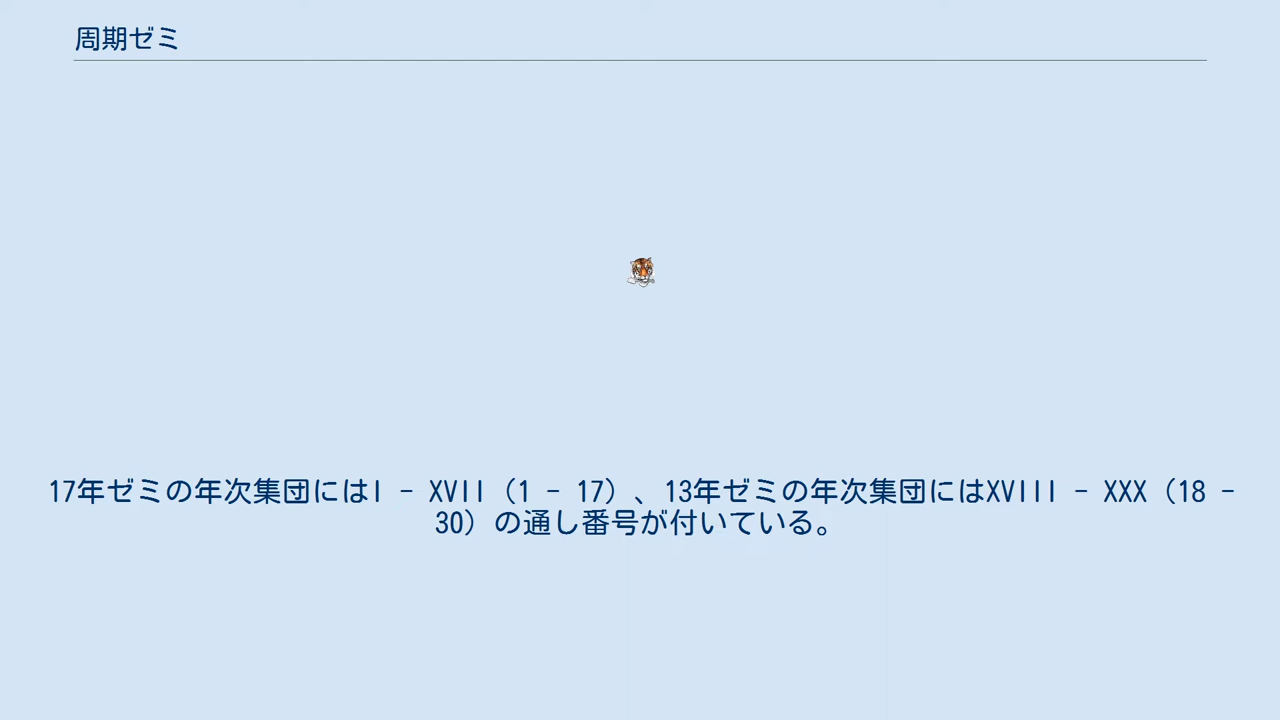 周期ゼミ
17年ゼミの年次集団にはI - XVII（1 - 17）、13年ゼミの年次集団にはXVIII - XXX（18 -
30）の通し番号が付いている。